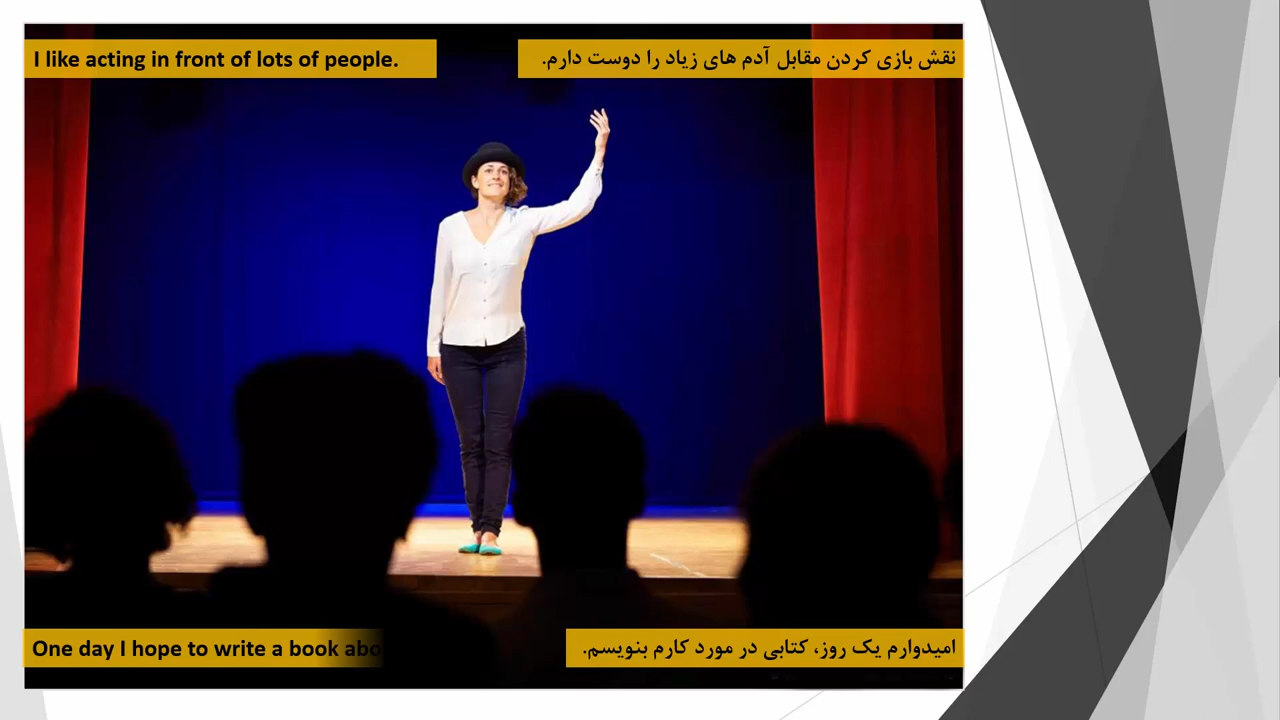 I like acting in front of lots of people.
نقش بازی کردن مقابل آدم های زیاد را دوست دارم.
One day I hope to write a book
امیدوارم یک روز، کتابی در مورد کارم بنویسم.